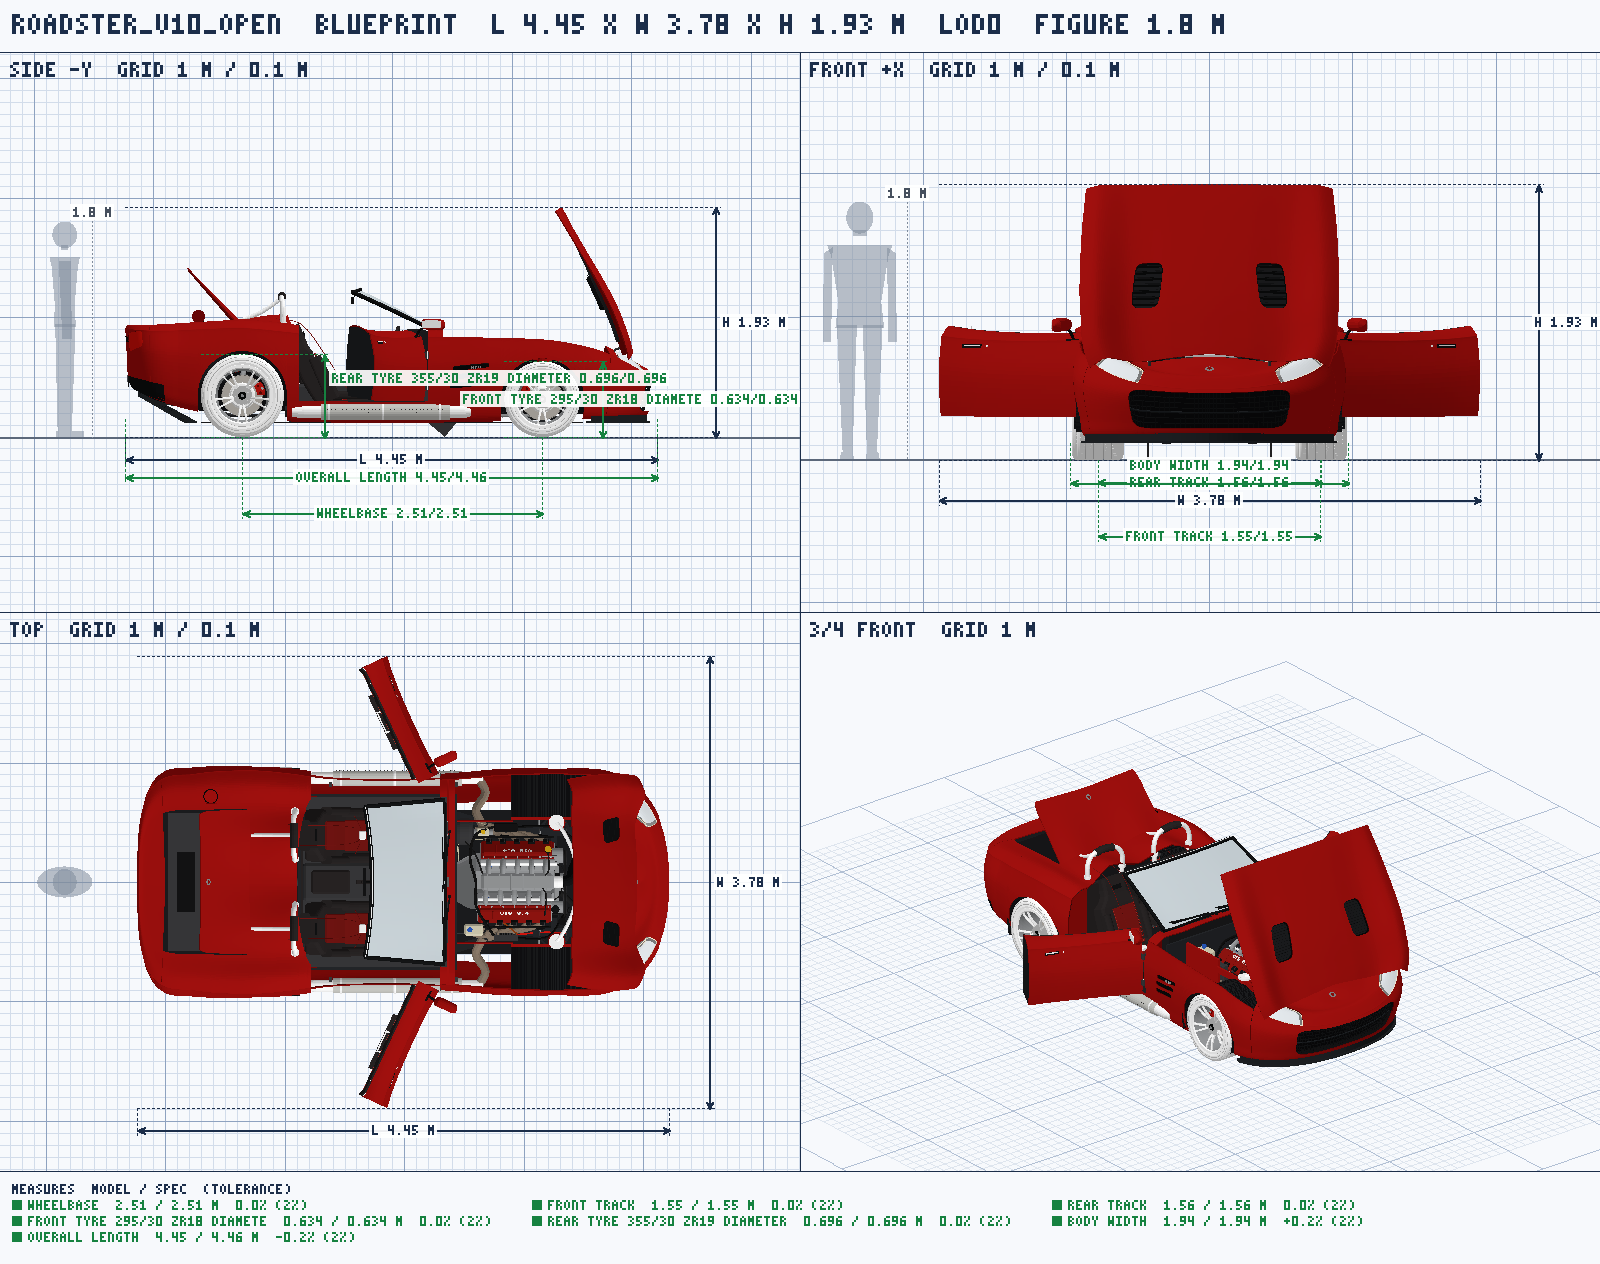 ROADSTER_V10_OPEN BLUEPRINT L 4.45 X W 3.78 X H 1.93 M LOD0 FIGURE 1.8 M
SIDE -Y GRID 1 M / 0.1 M
1.8 M
H 1.93 M
REAR TYRE 355/30 ZR19 DIAMETER 0.696/0.696
FRONT TYRE 295/30 ZR18 DIAMETE 0.634/0.634
L 4.45 M
OVERALL LENGTH 4.45/4.46
WHEELBASE 2.51/2.51
FRONT +X GRID 1 M / 0.1 M
1.8 M
H 1.93 M
BODY WIDTH 1.94/1.94
REAR TRACK 1.56/1.56
W 3.78 M
FRONT TRACK 1.55/1.55
TOP GRID 1 M / 0.1 M
W 3.78 M
L 4.45 M
3/4 FRONT GRID 1 M
MEASURES MODEL / SPEC (TOLERANCE)
WHEELBASE 2.51 / 2.51 M 0.0% (2%)
FRONT TRACK 1.55 / 1.55 M 0.0% (2%)
REAR TRACK 1.56 / 1.56 M 0.0% (2%)
FRONT TYRE 295/30 ZR18 DIAMETE 0.634 / 0.634 M 0.0% (2%)
REAR TYRE 355/30 ZR19 DIAMETER 0.696 / 0.696 M 0.0% (2%)
BODY WIDTH 1.94 / 1.94 M +0.2% (2%)
OVERALL LENGTH 4.45 / 4.46 M -0.2% (2%)